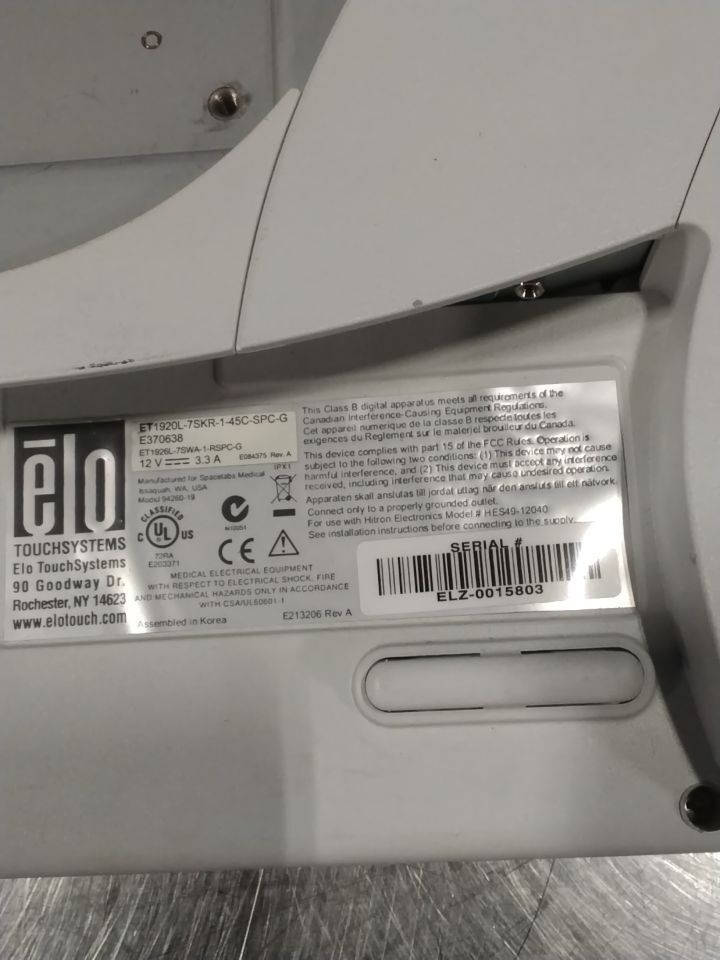 ēlo
TOUCHSYSTEMS
Elo TouchSystems
90 Goodway Dr.
Rochester, NY 14623
www.elotouch.com
ET1920L-7SKR-1-45C-SPC-G
E370638
ET1926L-7SWA-1-RSPC-G
12 V 3.3 A E084375 Rev. A
IPX1
Manufactured for Spacelabs Medical
Issaquah, WA, USA
Model 94260-19
CLASSIFIED
C UL US
72RA
E203371
N10051
CE
MEDICAL ELECTRICAL EQUIPMENT
WITH RESPECT TO ELECTRICAL SHOCK, FIRE
AND MECHANICAL HAZARDS ONLY IN ACCORDANCE
WITH CSA/UL60601-1
Assembled in Korea E213206 Rev A
This Class B digital apparatus meets all requirements of the
Canadian Interference-Causing Equipment Regulations.
Cet apparel numerique de la classe B respecte toutes les
exigences du Reglement sur le materiel brouilleur du Canada.
This device complies with part 15 of the FCC Rules. Operation is
subject to the following two conditions: (1) This device may not cause
harmful interference, and (2) This device must accept any interference
received, including interference that may cause undesired operation.
Apparaten skall anslutas till jordat uttag när den ansluts till ett nätverk.
Connect only to a properly grounded outlet.
For use with Hitron Electronics Model # HES49-12040
See installation instructions before connecting to the supply.
SERIAL #
ELZ-0015803